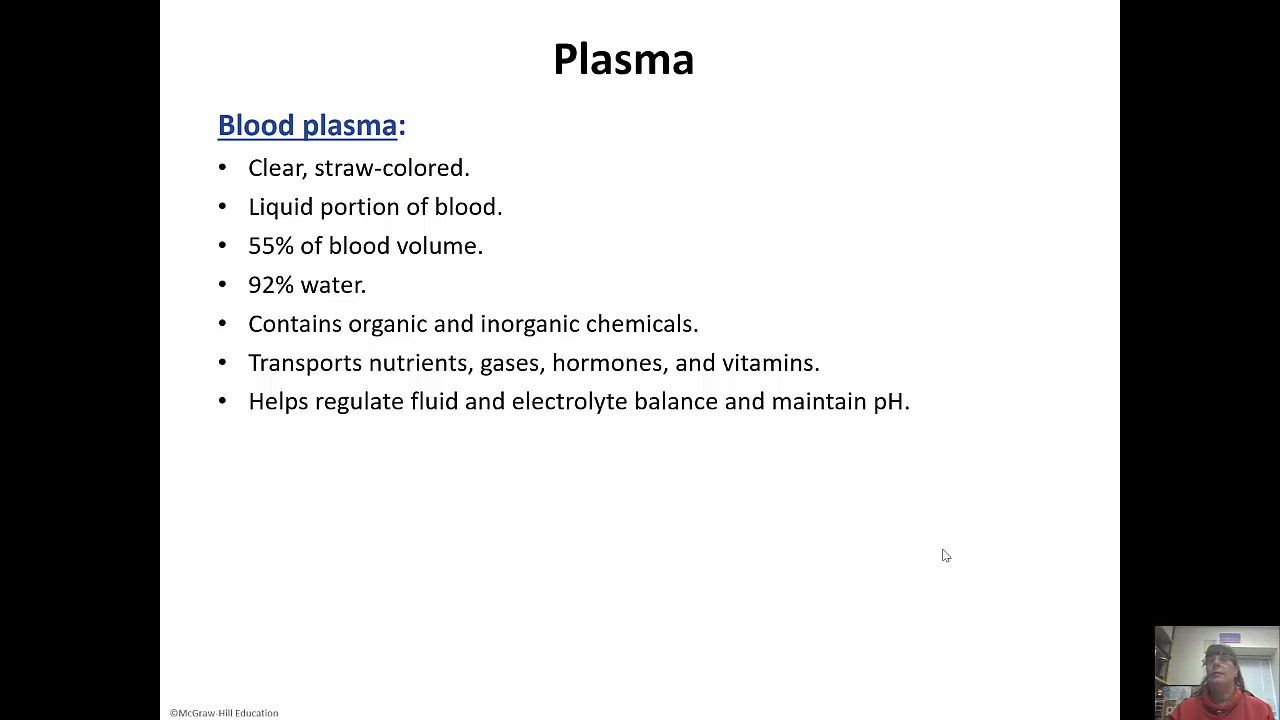 Plasma
Blood plasma:
• Clear, straw-colored.
• Liquid portion of blood.
• 55% of blood volume.
• 92% water.
• Contains organic and inorganic chemicals.
• Transports nutrients, gases, hormones, and vitamins.
• Helps regulate fluid and electrolyte balance and maintain pH.
©McGraw-Hill Education